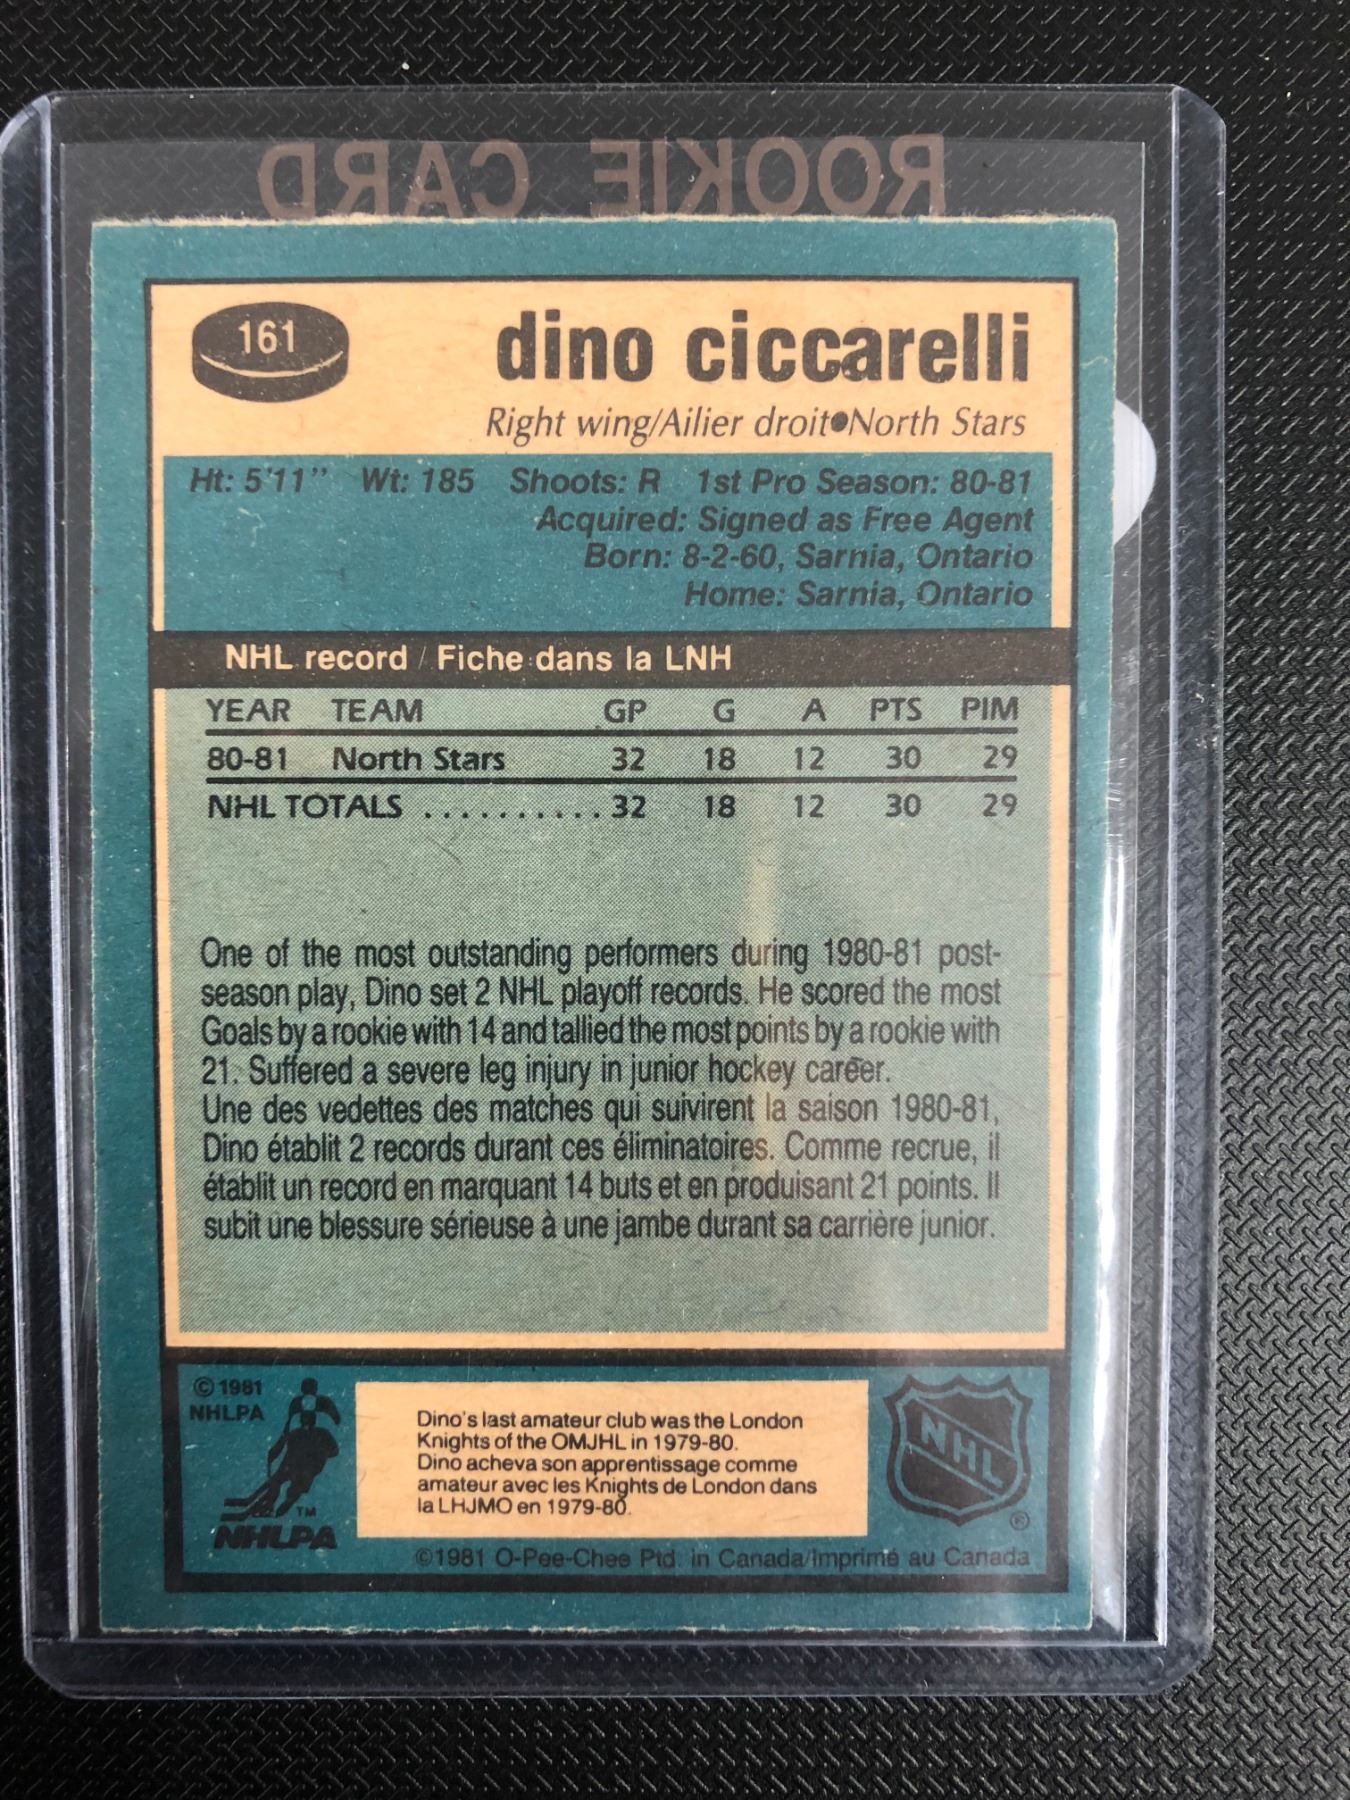 ROOKIE CARD
161
dino ciccarelli
Right wing/Ailier droit•North Stars
Ht: 5'11" Wt: 185 Shoots: R 1st Pro Season: 80-81
Acquired: Signed as Free Agent
Born: 8-2-60, Sarnia, Ontario
Home: Sarnia, Ontario
NHL record / Fiche dans la LNH
YEAR TEAM GP G A PTS PIM
80-81 North Stars 32 18 12 30 29
NHL TOTALS .......... 32 18 12 30 29
One of the most outstanding performers during 1980-81 post-
season play, Dino set 2 NHL playoff records. He scored the most
Goals by a rookie with 14 and tallied the most points by a rookie with
21. Suffered a severe leg injury in junior hockey career.
Une des vedettes des matches qui suivirent la saison 1980-81,
Dino établit 2 records durant ces éliminatoires. Comme recrue, il
établit un record en marquant 14 buts et en produisant 21 points. Il
subit une blessure sérieuse à une jambe durant sa carrière junior.
© 1981
NHLPA
TM
NHLPA
Dino's last amateur club was the London
Knights of the OMJHL in 1979-80.
Dino acheva son apprentissage comme
amateur avec les Knights de London dans
la LHJMO en 1979-80.
NHL
®
©1981 O-Pee-Chee Ptd. in Canada/Imprimé au Canada